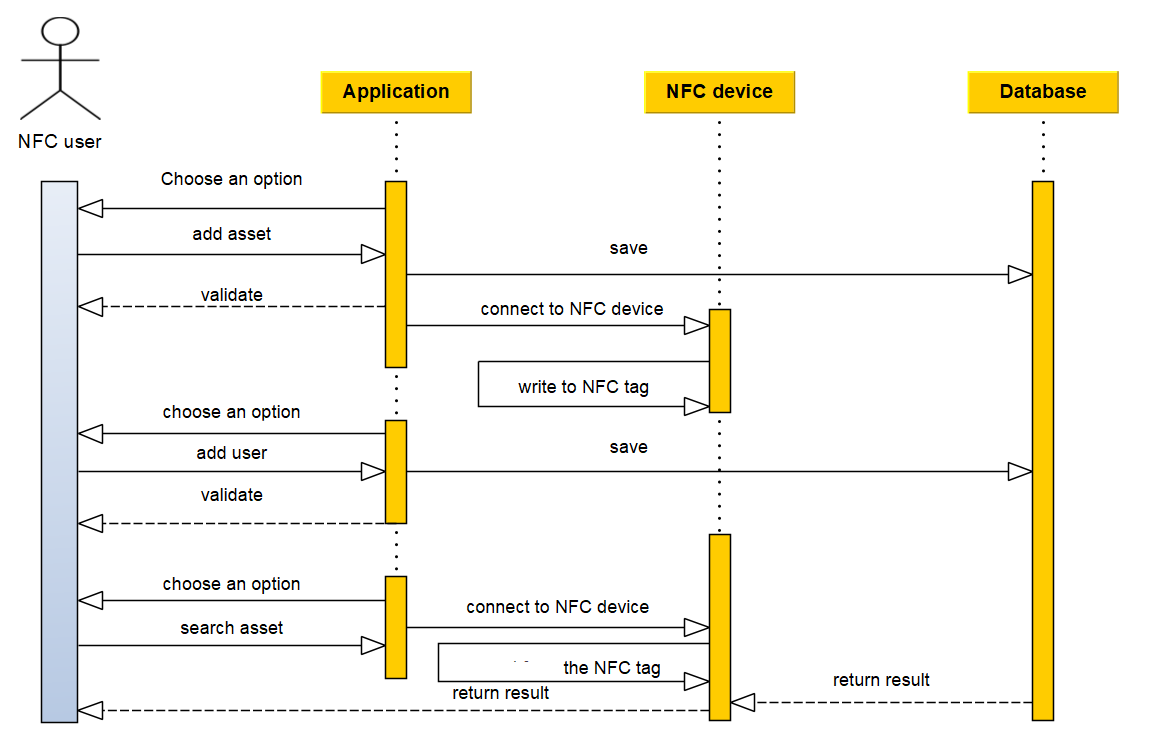 Application
NFC device
Database
NFC user
Choose an option
add asset
save
validate
connect to NFC device
write to NFC tag
choose an option
add user
save
validate
choose an option
connect to NFC device
search asset
the NFC tag
return result
return result